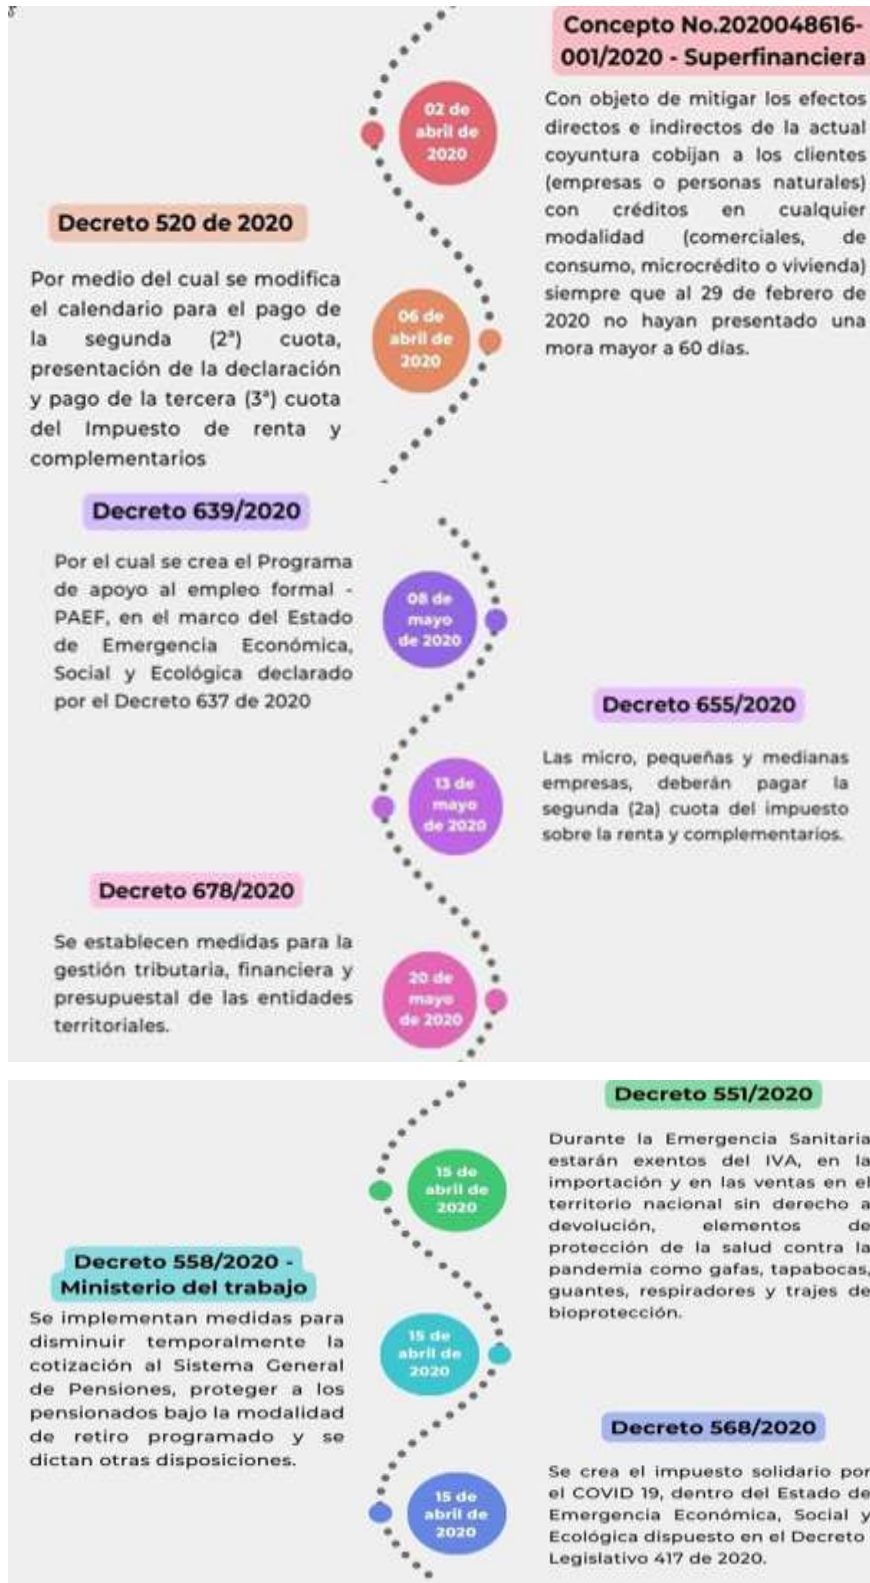 Concepto No.2020048616-
001/2020 - Superfinanciera
02 de
abril de
2020
Con objeto de mitigar los efectos
directos e indirectos de la actual
coyuntura cobijan a los clientes
(empresas o personas naturales)
con créditos en cualquier
modalidad (comerciales, de
consumo, microcrédito o vivienda)
siempre que al 29 de febrero de
2020 no hayan presentado una
mora mayor a 60 días.
Decreto 520 de 2020
Por medio del cual se modifica
el calendario para el pago de
la segunda (2ª) cuota,
presentación de la declaración
y pago de la tercera (3ª) cuota
del Impuesto de renta y
complementarios
06 de
abril de
2020
Decreto 639/2020
Por el cual se crea el Programa
de apoyo al empleo formal -
PAEF, en el marco del Estado
de Emergencia Económica,
Social y Ecológica declarado
por el Decreto 637 de 2020
08 de
mayo
de 2020
Decreto 655/2020
13 de
mayo
de 2020
Las micro, pequeñas y medianas
empresas, deberán pagar la
segunda (2a) cuota del impuesto
sobre la renta y complementarios.
Decreto 678/2020
Se establecen medidas para la
gestión tributaria, financiera y
presupuestal de las entidades
territoriales.
20 de
mayo
de 2020
Decreto 551/2020
15 de
abril de
2020
Durante la Emergencia Sanitaria
estarán exentos del IVA, en la
importación y en las ventas en el
territorio nacional sin derecho a
devolución, elementos de
protección de la salud contra la
pandemia como gafas, tapabocas,
guantes, respiradores y trajes de
bioprotección.
Decreto 558/2020 -
Ministerio del trabajo
Se implementan medidas para
disminuir temporalmente la
cotización al Sistema General
de Pensiones, proteger a los
pensionados bajo la modalidad
de retiro programado y se
dictan otras disposiciones.
15 de
abril de
2020
Decreto 568/2020
15 de
abril de
2020
Se crea el impuesto solidario por
el COVID 19, dentro del Estado de
Emergencia Económica, Social y
Ecológica dispuesto en el Decreto
Legislativo 417 de 2020.